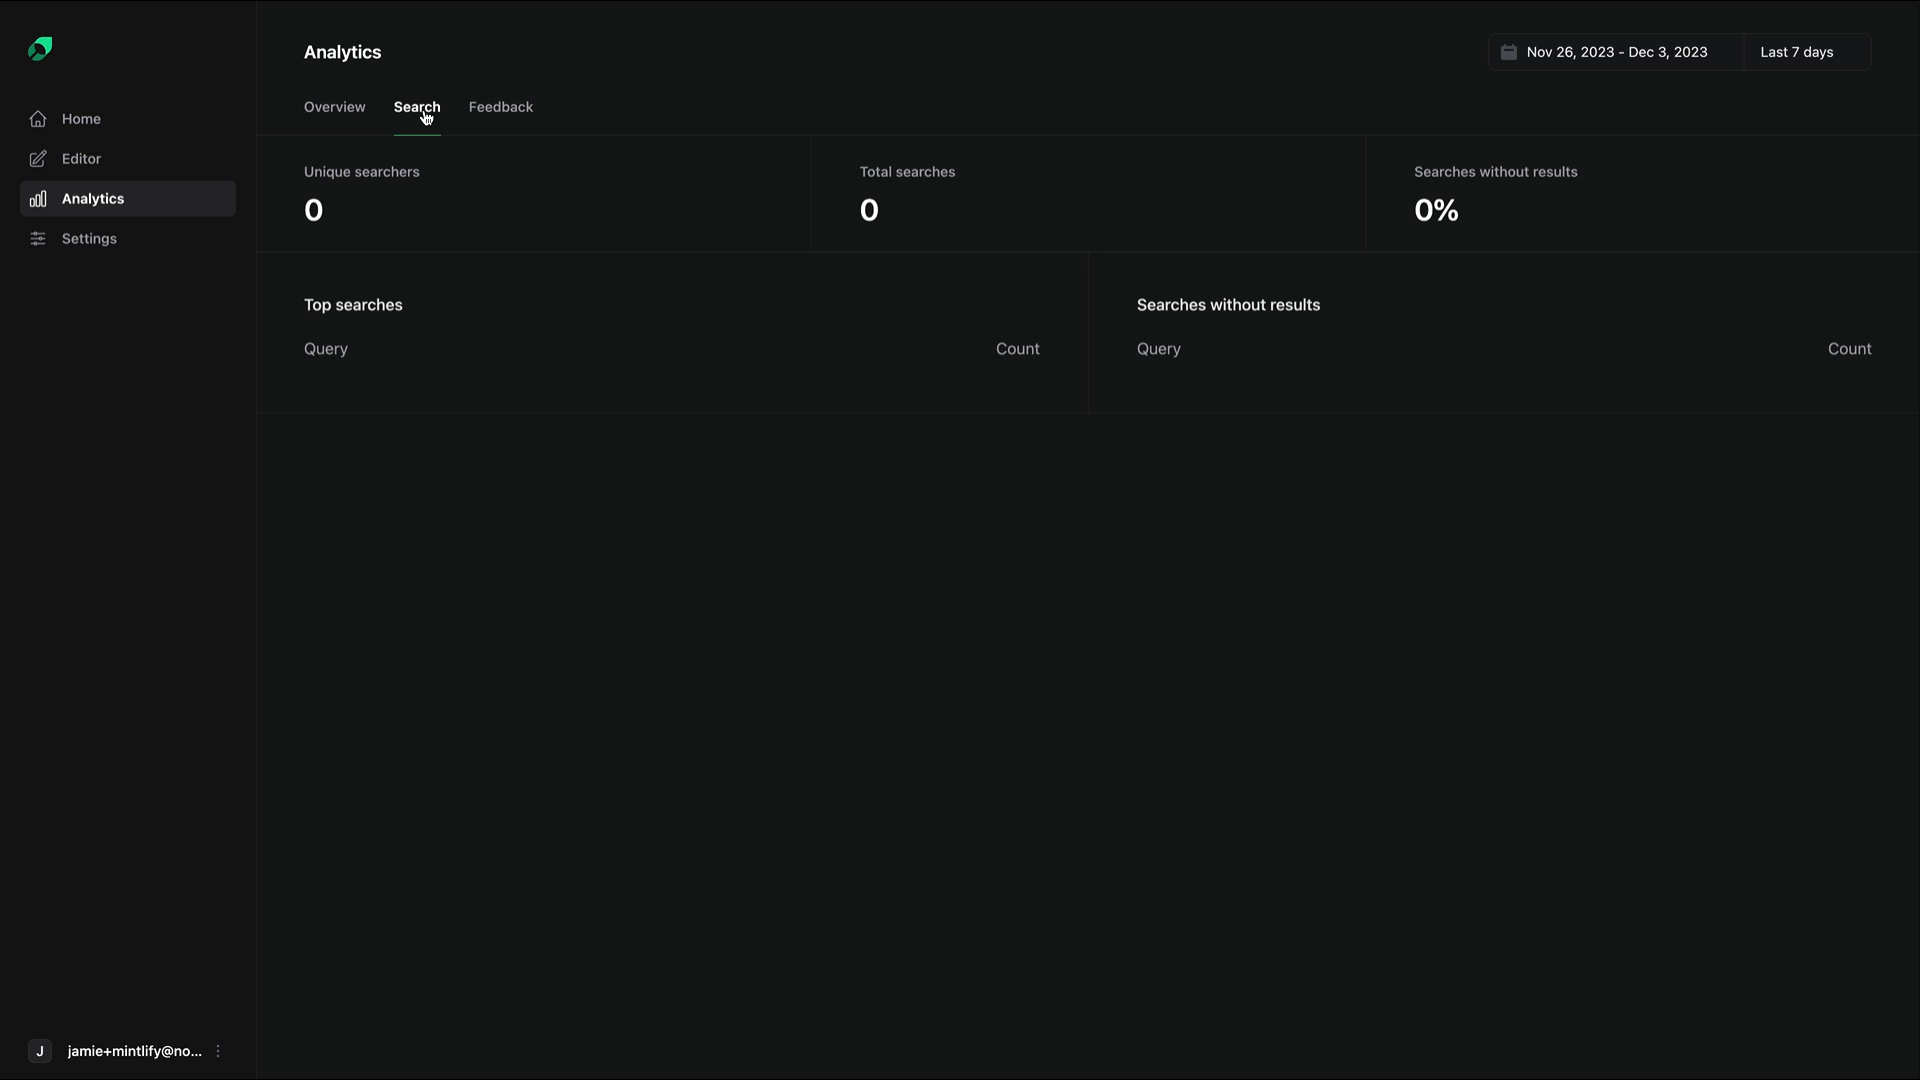 Analytics
Nov 26, 2023 - Dec 3, 2023 Last 7 days
Overview Search Feedback
Home
Editor
Analytics
Settings
Unique searchers Total searches Searches without results
0 0 0%
Top searches Searches without results
Query Count Query Count
J jamie+mintlify@no...